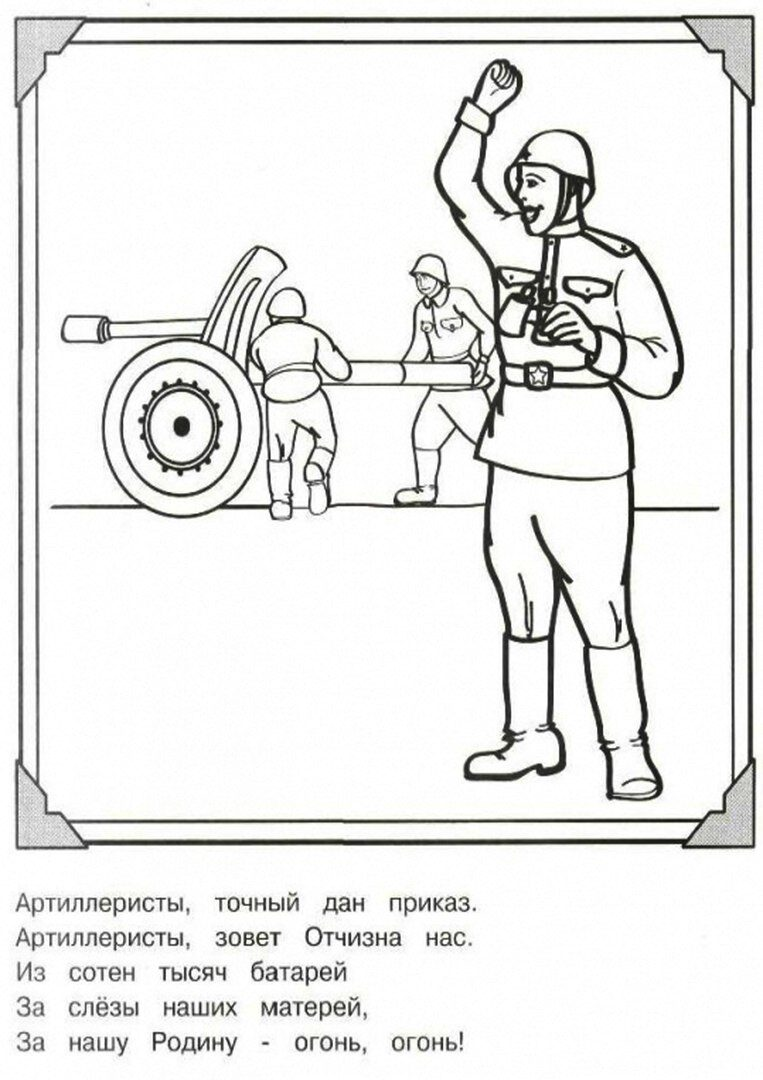 Артиллеристы, точный дан приказ.
Артиллеристы, зовет Отчизна нас.
Из сотен тысяч батарей
За слёзы наших матерей,
За нашу Родину - огонь, огонь!